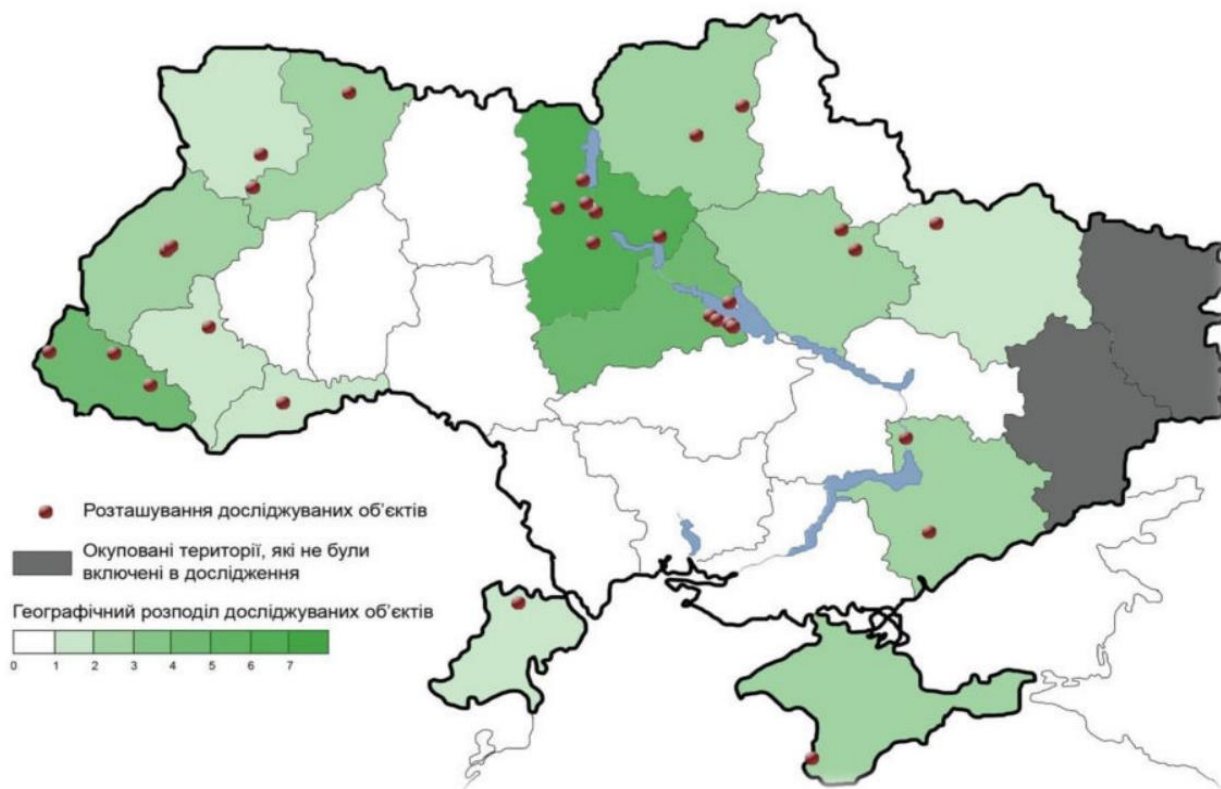 Розташування досліджуваних об'єктів
Окуповані території, які не були
включені в дослідження
Географічний розподіл досліджуваних об'єктів
0 1 2 3 4 5 6 7